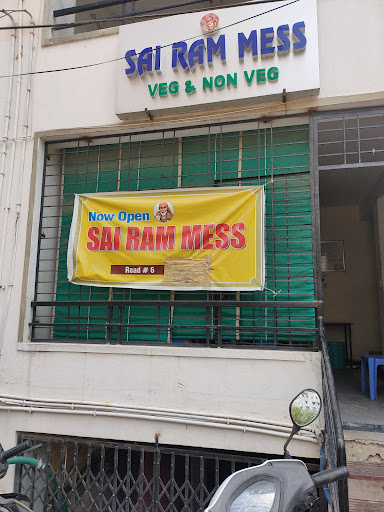 SAI RAM MESS
VEG & NON VEG
Now Open
SAI RAM MESS
Road # 6